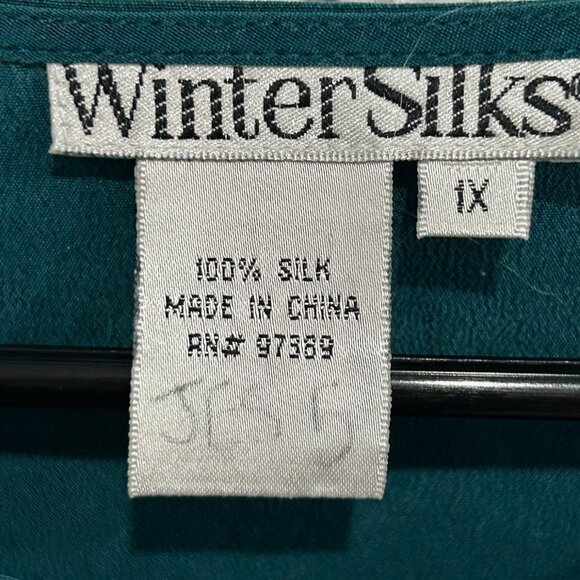 WinterSilks
1X
100% SILK
MADE IN CHINA
RN# 97369